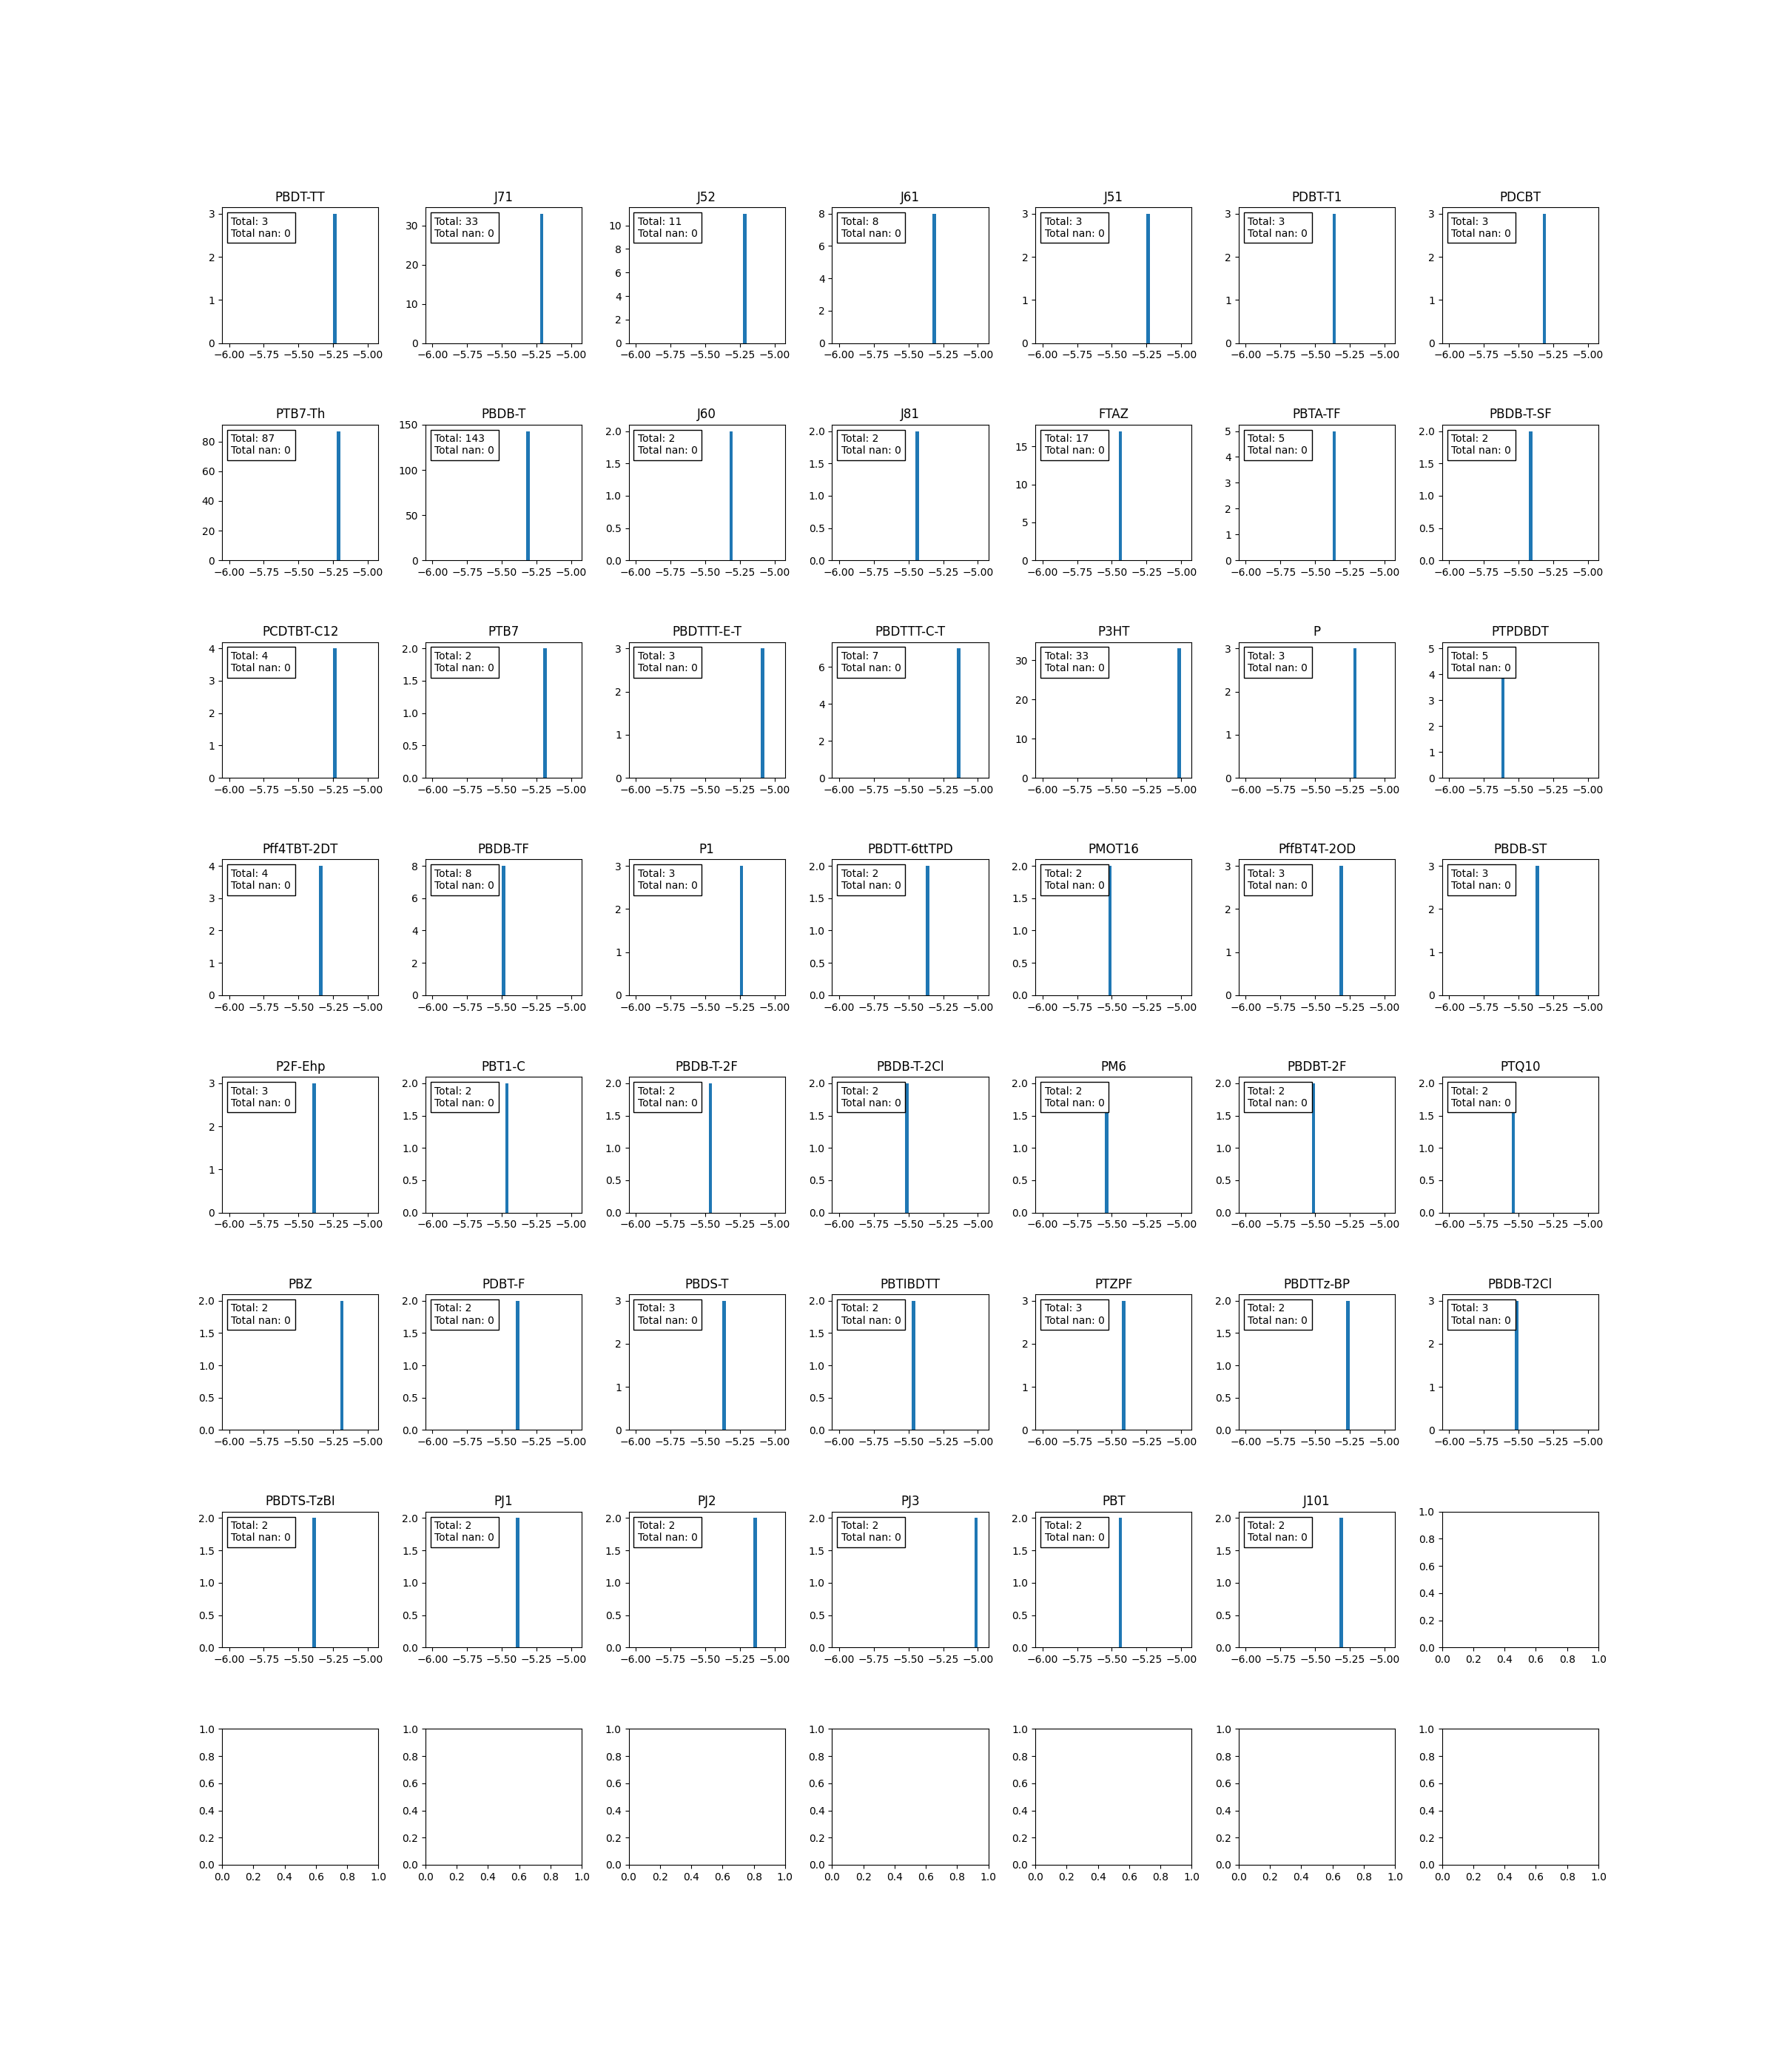 PBDT-TT
Total: 3
Total nan: 0
3 2 1 0
−6.00 −5.75 −5.50 −5.25 −5.00
J71
Total: 33
Total nan: 0
30 20 10 0
−6.00 −5.75 −5.50 −5.25 −5.00
J52
Total: 11
Total nan: 0
10 8 6 4 2 0
−6.00 −5.75 −5.50 −5.25 −5.00
J61
Total: 8
Total nan: 0
8 6 4 2 0
−6.00 −5.75 −5.50 −5.25 −5.00
J51
Total: 3
Total nan: 0
3 2 1 0
−6.00 −5.75 −5.50 −5.25 −5.00
PDBT-T1
Total: 3
Total nan: 0
3 2 1 0
−6.00 −5.75 −5.50 −5.25 −5.00
PDCBT
Total: 3
Total nan: 0
3 2 1 0
−6.00 −5.75 −5.50 −5.25 −5.00
PTB7-Th
Total: 87
Total nan: 0
80 60 40 20 0
−6.00 −5.75 −5.50 −5.25 −5.00
PBDB-T
Total: 143
Total nan: 0
150 100 50 0
−6.00 −5.75 −5.50 −5.25 −5.00
J60
Total: 2
Total nan: 0
2.0 1.5 1.0 0.5 0.0
−6.00 −5.75 −5.50 −5.25 −5.00
J81
Total: 2
Total nan: 0
2.0 1.5 1.0 0.5 0.0
−6.00 −5.75 −5.50 −5.25 −5.00
FTAZ
Total: 17
Total nan: 0
15 10 5 0
−6.00 −5.75 −5.50 −5.25 −5.00
PBTA-TF
Total: 5
Total nan: 0
5 4 3 2 1 0
−6.00 −5.75 −5.50 −5.25 −5.00
PBDB-T-SF
Total: 2
Total nan: 0
2.0 1.5 1.0 0.5 0.0
−6.00 −5.75 −5.50 −5.25 −5.00
PCDTBT-C12
Total: 4
Total nan: 0
4 3 2 1 0
−6.00 −5.75 −5.50 −5.25 −5.00
PTB7
Total: 2
Total nan: 0
2.0 1.5 1.0 0.5 0.0
−6.00 −5.75 −5.50 −5.25 −5.00
PBDTTT-E-T
Total: 3
Total nan: 0
3 2 1 0
−6.00 −5.75 −5.50 −5.25 −5.00
PBDTTT-C-T
Total: 7
Total nan: 0
6 4 2 0
−6.00 −5.75 −5.50 −5.25 −5.00
P3HT
Total: 33
Total nan: 0
30 20 10 0
−6.00 −5.75 −5.50 −5.25 −5.00
P
Total: 3
Total nan: 0
3 2 1 0
−6.00 −5.75 −5.50 −5.25 −5.00
PTPDBDT
Total: 5
Total nan: 0
5 4 3 2 1 0
−6.00 −5.75 −5.50 −5.25 −5.00
Pff4TBT-2DT
Total: 4
Total nan: 0
4 3 2 1 0
−6.00 −5.75 −5.50 −5.25 −5.00
PBDB-TF
Total: 8
Total nan: 0
8 6 4 2 0
−6.00 −5.75 −5.50 −5.25 −5.00
P1
Total: 3
Total nan: 0
3 2 1 0
−6.00 −5.75 −5.50 −5.25 −5.00
PBDTT-6ttTPD
Total: 2
Total nan: 0
2.0 1.5 1.0 0.5 0.0
−6.00 −5.75 −5.50 −5.25 −5.00
PMOT16
Total: 2
Total nan: 0
2.0 1.5 1.0 0.5 0.0
−6.00 −5.75 −5.50 −5.25 −5.00
PffBT4T-2OD
Total: 3
Total nan: 0
3 2 1 0
−6.00 −5.75 −5.50 −5.25 −5.00
PBDB-ST
Total: 3
Total nan: 0
3 2 1 0
−6.00 −5.75 −5.50 −5.25 −5.00
P2F-Ehp
Total: 3
Total nan: 0
3 2 1 0
−6.00 −5.75 −5.50 −5.25 −5.00
PBT1-C
Total: 2
Total nan: 0
2.0 1.5 1.0 0.5 0.0
−6.00 −5.75 −5.50 −5.25 −5.00
PBDB-T-2F
Total: 2
Total nan: 0
2.0 1.5 1.0 0.5 0.0
−6.00 −5.75 −5.50 −5.25 −5.00
PBDB-T-2Cl
Total: 2
Total nan: 0
2.0 1.5 1.0 0.5 0.0
−6.00 −5.75 −5.50 −5.25 −5.00
PM6
Total: 2
Total nan: 0
2.0 1.5 1.0 0.5 0.0
−6.00 −5.75 −5.50 −5.25 −5.00
PBDBT-2F
Total: 2
Total nan: 0
2.0 1.5 1.0 0.5 0.0
−6.00 −5.75 −5.50 −5.25 −5.00
PTQ10
Total: 2
Total nan: 0
2.0 1.5 1.0 0.5 0.0
−6.00 −5.75 −5.50 −5.25 −5.00
PBZ
Total: 2
Total nan: 0
2.0 1.5 1.0 0.5 0.0
−6.00 −5.75 −5.50 −5.25 −5.00
PDBT-F
Total: 2
Total nan: 0
2.0 1.5 1.0 0.5 0.0
−6.00 −5.75 −5.50 −5.25 −5.00
PBDS-T
Total: 3
Total nan: 0
3 2 1 0
−6.00 −5.75 −5.50 −5.25 −5.00
PBTIBDTT
Total: 2
Total nan: 0
2.0 1.5 1.0 0.5 0.0
−6.00 −5.75 −5.50 −5.25 −5.00
PTZPF
Total: 3
Total nan: 0
3 2 1 0
−6.00 −5.75 −5.50 −5.25 −5.00
PBDTTz-BP
Total: 2
Total nan: 0
2.0 1.5 1.0 0.5 0.0
−6.00 −5.75 −5.50 −5.25 −5.00
PBDB-T2Cl
Total: 3
Total nan: 0
3 2 1 0
−6.00 −5.75 −5.50 −5.25 −5.00
PBDTS-TzBI
Total: 2
Total nan: 0
2.0 1.5 1.0 0.5 0.0
−6.00 −5.75 −5.50 −5.25 −5.00
PJ1
Total: 2
Total nan: 0
2.0 1.5 1.0 0.5 0.0
−6.00 −5.75 −5.50 −5.25 −5.00
PJ2
Total: 2
Total nan: 0
2.0 1.5 1.0 0.5 0.0
−6.00 −5.75 −5.50 −5.25 −5.00
PJ3
Total: 2
Total nan: 0
2.0 1.5 1.0 0.5 0.0
−6.00 −5.75 −5.50 −5.25 −5.00
PBT
Total: 2
Total nan: 0
2.0 1.5 1.0 0.5 0.0
−6.00 −5.75 −5.50 −5.25 −5.00
J101
Total: 2
Total nan: 0
2.0 1.5 1.0 0.5 0.0
−6.00 −5.75 −5.50 −5.25 −5.00
1.0 0.8 0.6 0.4 0.2 0.0
0.0 0.2 0.4 0.6 0.8 1.0
1.0 0.8 0.6 0.4 0.2 0.0
0.0 0.2 0.4 0.6 0.8 1.0
1.0 0.8 0.6 0.4 0.2 0.0
0.0 0.2 0.4 0.6 0.8 1.0
1.0 0.8 0.6 0.4 0.2 0.0
0.0 0.2 0.4 0.6 0.8 1.0
1.0 0.8 0.6 0.4 0.2 0.0
0.0 0.2 0.4 0.6 0.8 1.0
1.0 0.8 0.6 0.4 0.2 0.0
0.0 0.2 0.4 0.6 0.8 1.0
1.0 0.8 0.6 0.4 0.2 0.0
0.0 0.2 0.4 0.6 0.8 1.0
1.0 0.8 0.6 0.4 0.2 0.0
0.0 0.2 0.4 0.6 0.8 1.0